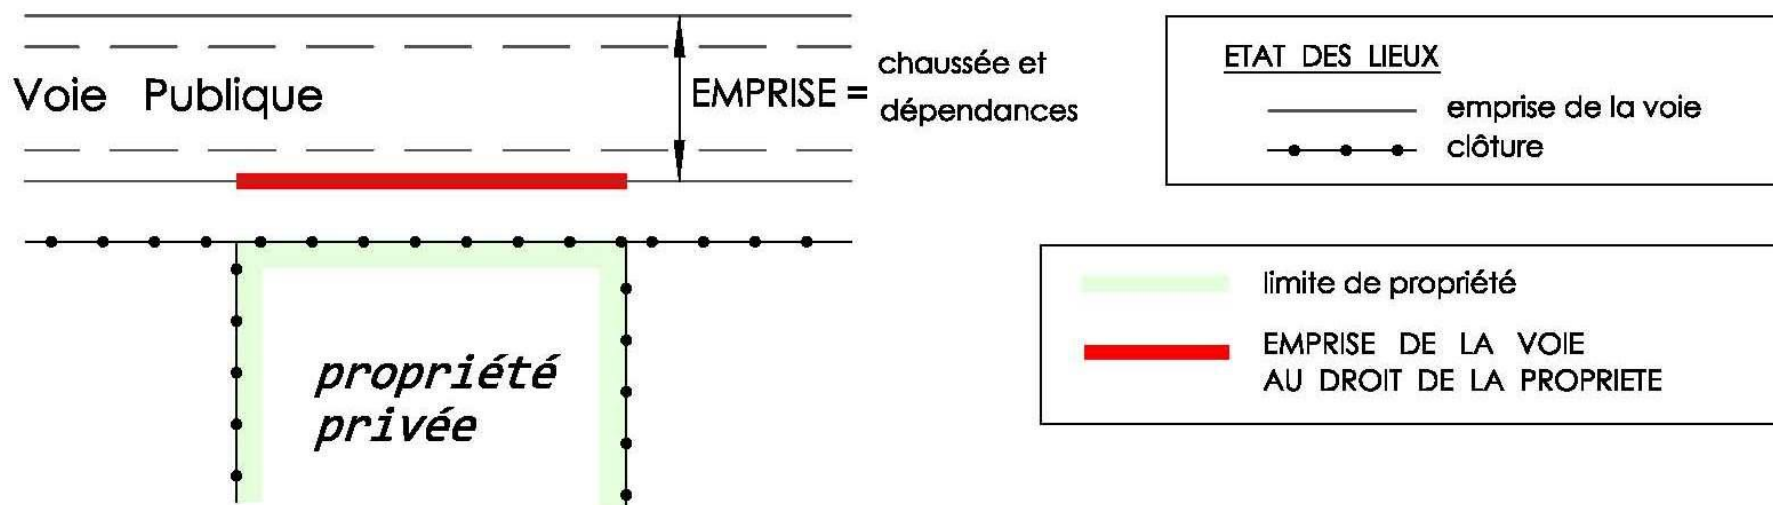 Voie Publique
EMPRISE =
chaussée et
dépendances
propriété
privée
ETAT DES LIEUX
emprise de la voie
clôture
limite de propriété
EMPRISE DE LA VOIE
AU DROIT DE LA PROPRIETE